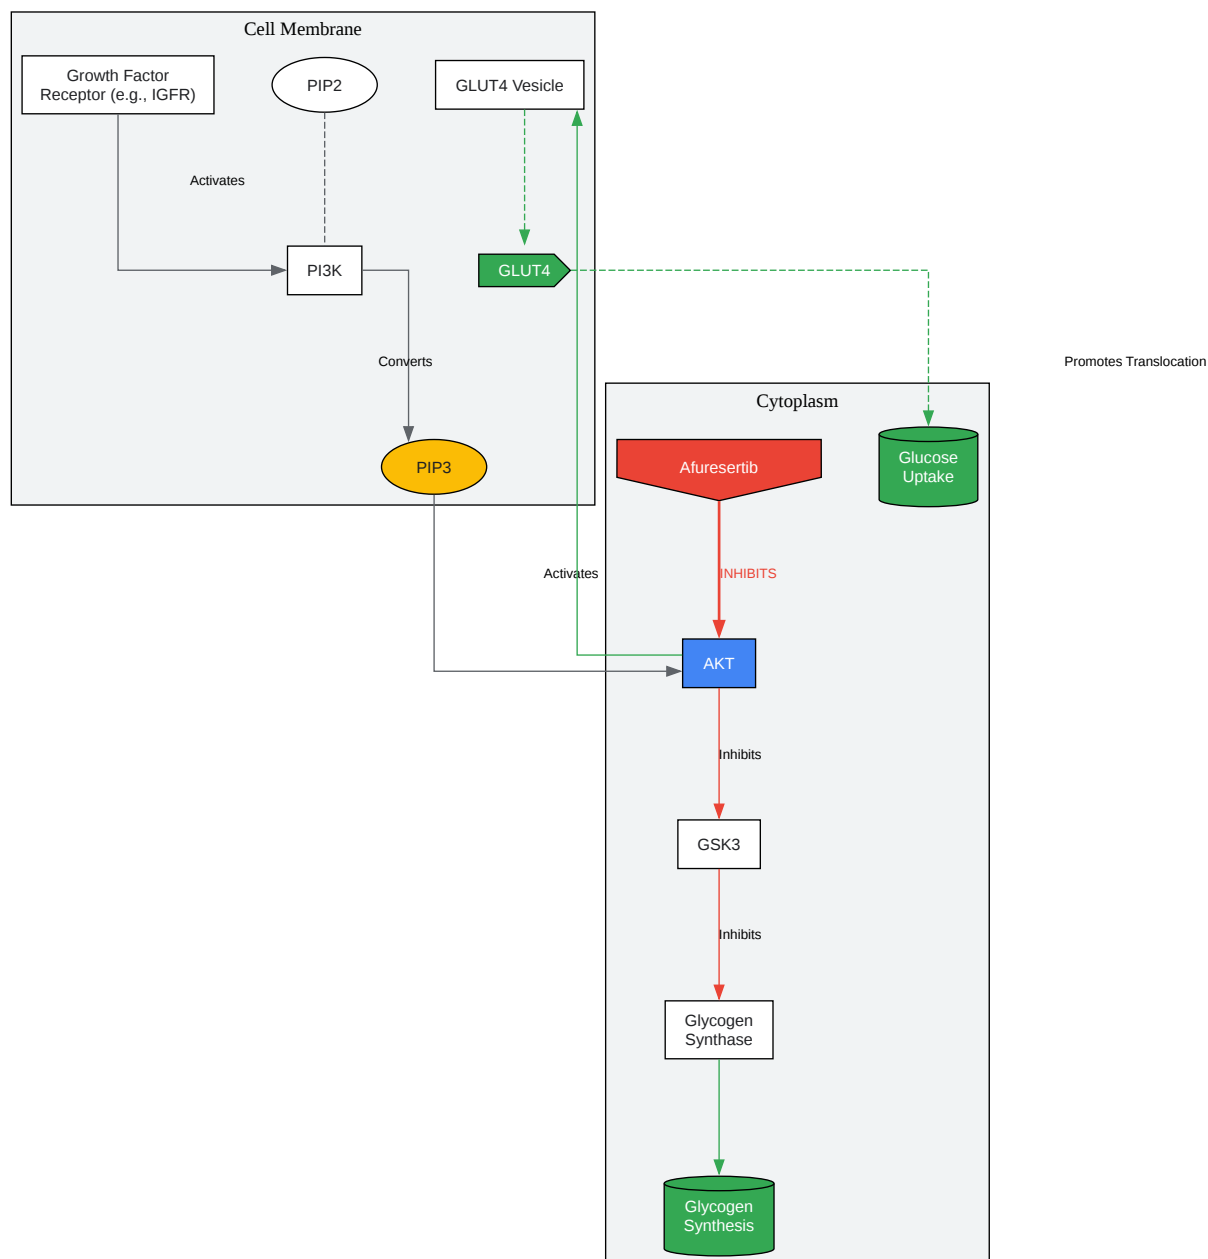 Cell Membrane
Growth Factor
Receptor (e.g., IGFR)
PIP2
GLUT4 Vesicle
Activates
PI3K
GLUT4
Converts
Promotes Translocation
Cytoplasm
PIP3
Afuresertib
Glucose
Uptake
Activates
INHIBITS
AKT
Inhibits
GSK3
Inhibits
Glycogen
Synthase
Glycogen
Synthesis